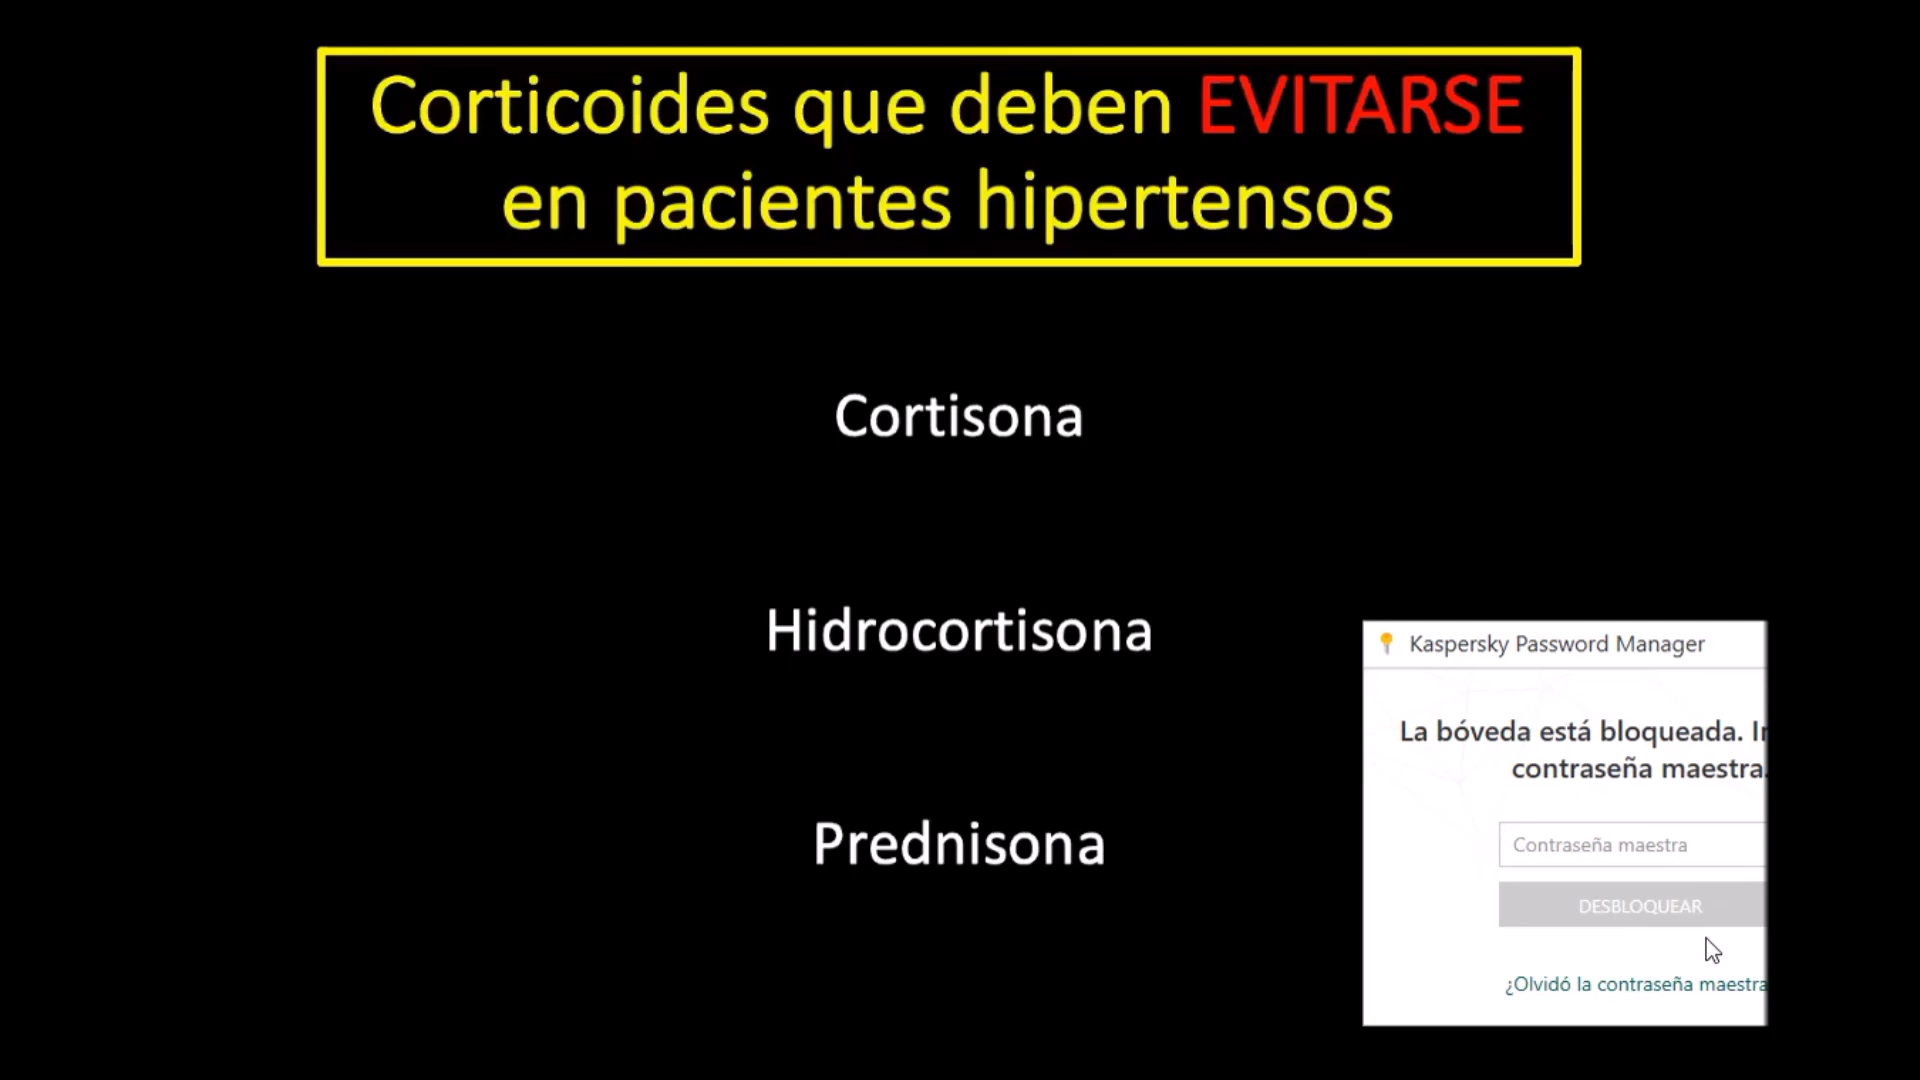 Corticoides que deben EVITARSE
en pacientes hipertensos
Cortisona
Hidrocortisona
Prednisona
Kaspersky Password Manager
La bóveda está bloqueada.
contraseña maestra.
Contraseña maestra
DESBLOQUEAR
¿Olvidó la contraseña maestra